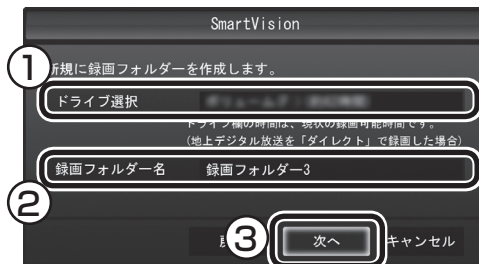 SmartVision
①
新規に録画フォルダーを作成します。
ドライブ選択
ドライブ欄の時間は、現状の録画可能時間です。
(地上デジタル放送を「ダイレクト」で録画した場合)
録画フォルダー名 録画フォルダー3
②
③ 次へ キャンセル